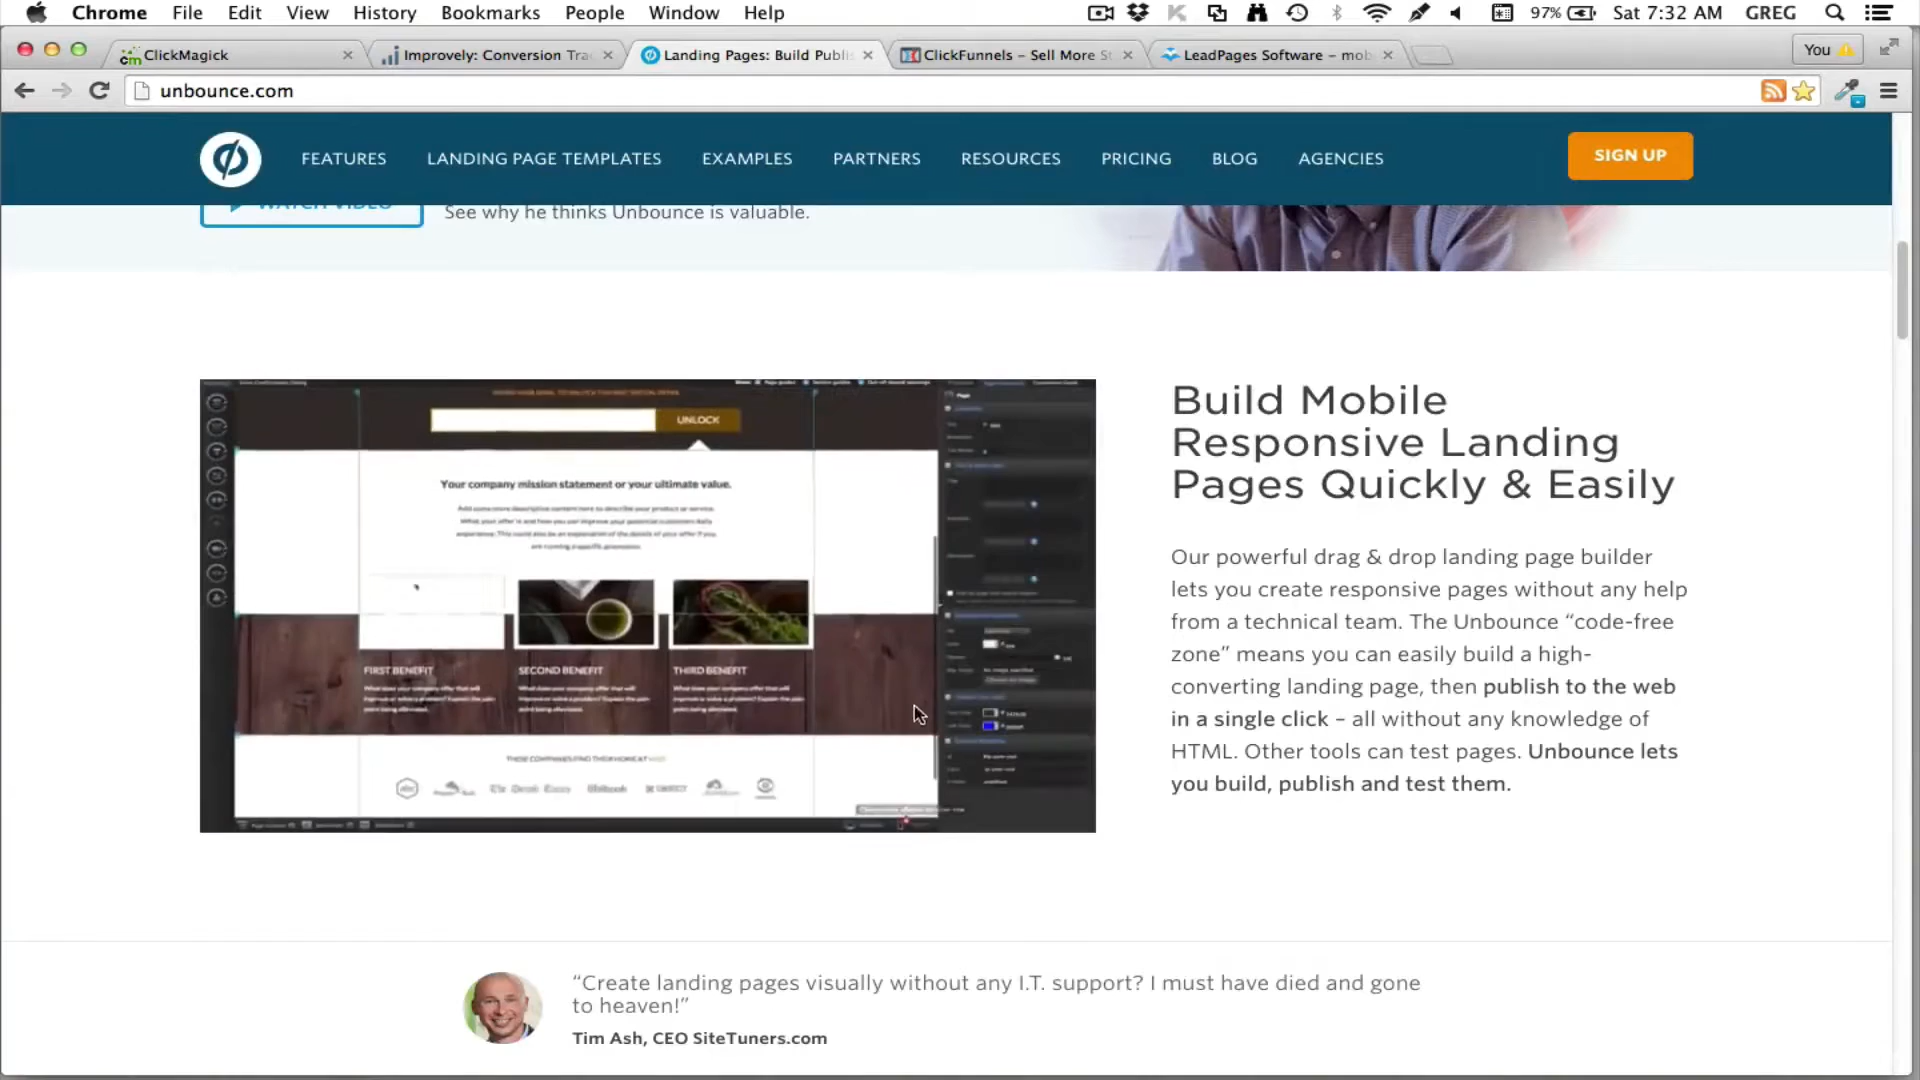 Chrome File Edit View History Bookmarks People Window Help 97% Sat 7:32 AM GREG
ClickMagick Improvely: Conversion Tra Landing Pages: Build Publi ClickFunnels – Sell More St LeadPages Software – mob You
unbounce.com
FEATURES LANDING PAGE TEMPLATES EXAMPLES PARTNERS RESOURCES PRICING BLOG AGENCIES SIGN UP
WATCH VIDEO See why he thinks Unbounce is valuable.
UNLOCK
Your company mission statement or your ultimate value.
FIRST BENEFIT SECOND BENEFIT THIRD BENEFIT
Build Mobile
Responsive Landing
Pages Quickly & Easily
Our powerful drag & drop landing page builder
lets you create responsive pages without any help
from a technical team. The Unbounce “code-free
zone” means you can easily build a high-
converting landing page, then publish to the web
in a single click – all without any knowledge of
HTML. Other tools can test pages. Unbounce lets
you build, publish and test them.
“Create landing pages visually without any I.T. support? I must have died and gone
to heaven!”
Tim Ash, CEO SiteTuners.com